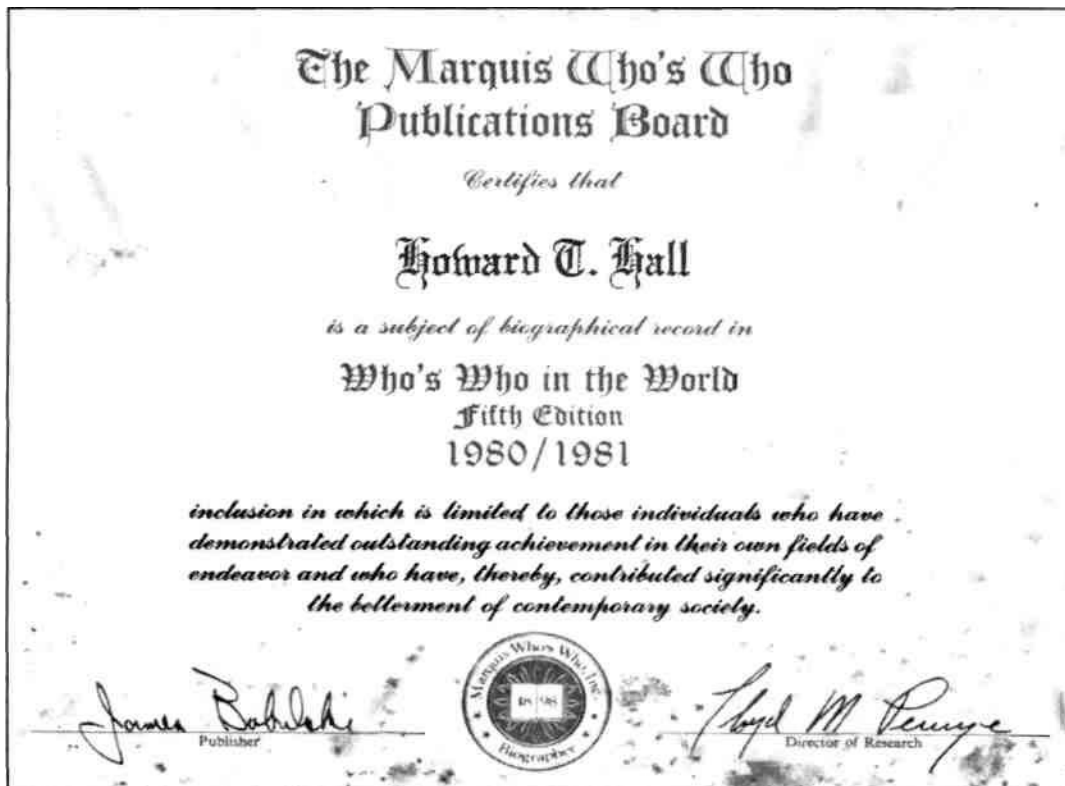 The Marquis Who's Who
Publications Board
Certifies that
Howard T. Hall
is a subject of biographical record in
Who's Who in the World
Fifth Edition
1980/1981
inclusion in which is limited to those individuals who have
demonstrated outstanding achievement in their own fields of
endeavor and who have, thereby, contributed significantly to
the betterment of contemporary society.
Marquis Who's Who, Inc.
Biographer
James
Publisher
Lloyd M
Director of Research